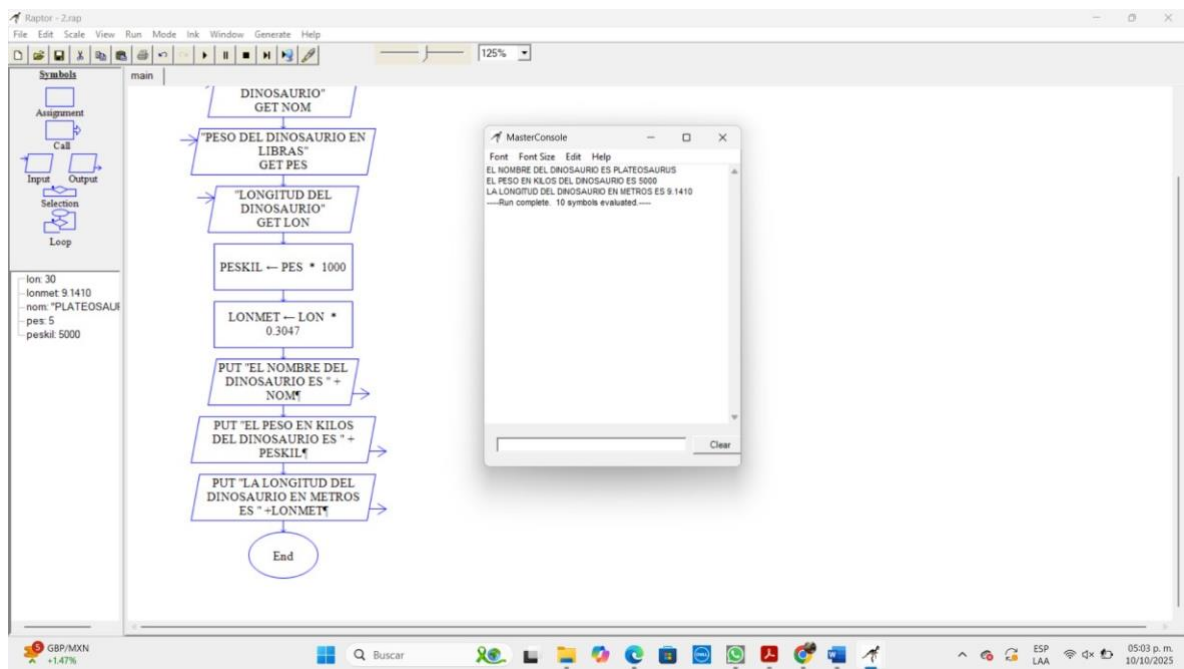 Raptor - 2.rap
File Edit Scale View Run Mode Ink Window Generate Help
125%
Symbols
Assignment
Call
Input Output
Selection
Loop
lon: 30
lonmet: 9.1410
nom: "PLATEOSAUR
pes: 5
peskil: 5000
main
DINOSAURIO"
GET NOM
"PESO DEL DINOSAURIO EN
LIBRAS"
GET PES
"LONGITUD DEL
DINOSAURIO"
GET LON
PESKIL ← PES * 1000
LONMET ← LON *
0.3047
PUT "EL NOMBRE DEL
DINOSAURIO ES " +
NOM¶
PUT "EL PESO EN KILOS
DEL DINOSAURIO ES " +
PESKIL¶
PUT "LA LONGITUD DEL
DINOSAURIO EN METROS
ES " +LONMET¶
End
MasterConsole
Font Font Size Edit Help
EL NOMBRE DEL DINOSAURIO ES PLATEOSAURUS
EL PESO EN KILOS DEL DINOSAURIO ES 5000
LA LONGITUD DEL DINOSAURIO EN METROS ES 9.1410
----Run complete. 10 symbols evaluated.----
Clear
GBP/MXN
+1.47%
Buscar
ESP
LAA
05:03 p. m.
10/10/2025